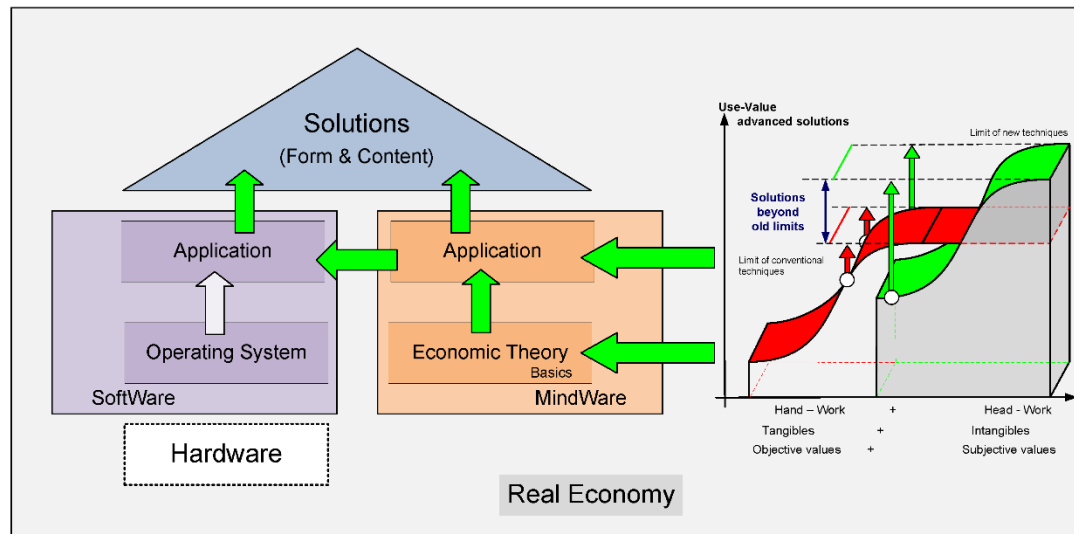 Solutions
(Form & Content)
Application
Operating System
SoftWare
Hardware
Application
Economic Theory
Basics
MindWare
Real Economy
Use-Value
advanced solutions
Limit of new techniques
Solutions
beyond
old limits
Limit of conventional
techniques
Hand – Work + Head - Work
Tangibles + Intangibles
Objective values + Subjective values